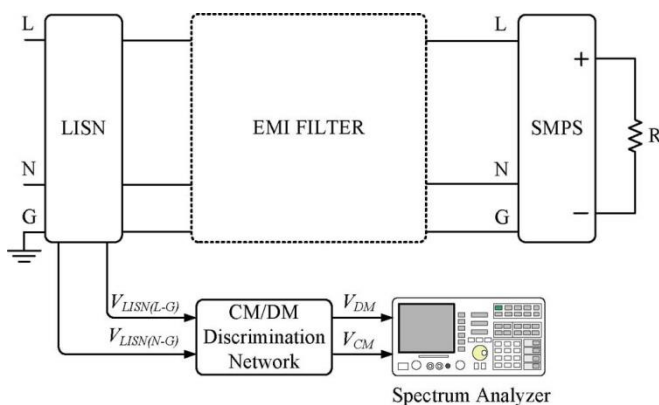 L
L
+
LISN
EMI FILTER
SMPS
R
N
N
−
G
G
V_LISN(L-G)
V_LISN(N-G)
CM/DM
Discrimination
Network
V_DM
V_CM
Spectrum Analyzer